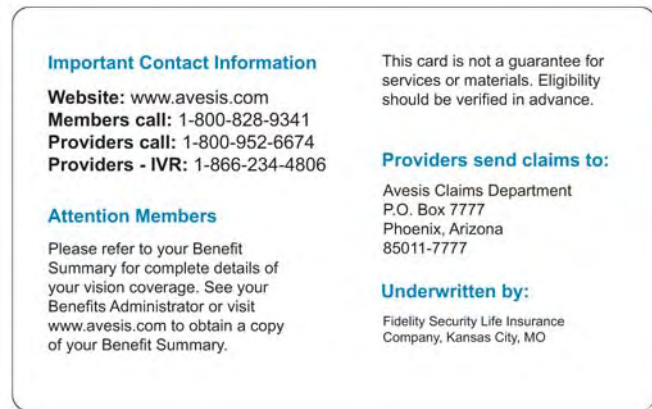 Important Contact Information
Website: www.avesis.com
Members call: 1-800-828-9341
Providers call: 1-800-952-6674
Providers - IVR: 1-866-234-4806
Attention Members
Please refer to your Benefit
Summary for complete details of
your vision coverage. See your
Benefits Administrator or visit
www.avesis.com to obtain a copy
of your Benefit Summary.
This card is not a guarantee for
services or materials. Eligibility
should be verified in advance.
Providers send claims to:
Avesis Claims Department
P.O. Box 7777
Phoenix, Arizona
85011-7777
Underwritten by:
Fidelity Security Life Insurance
Company, Kansas City, MO